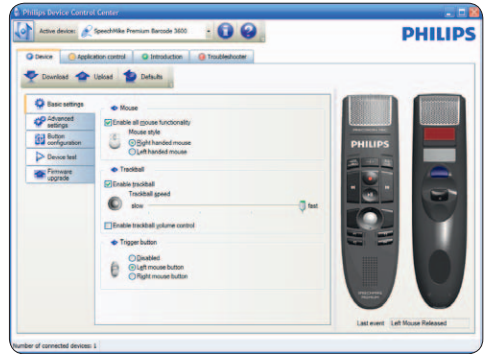 Philips Device Control Center
Active device: SpeechMike Premium Barcode 3600
PHILIPS
Device Application control Introduction Troubleshooter
Download Upload Defaults
Basic settings
Advanced
settings
Button
configuration
Device test
Firmware
upgrade
Mouse
Enable all mouse functionality
Mouse style
Right handed mouse
Left handed mouse
Trackball
Enable trackball
Trackball speed
slow fast
Enable trackball volume control
Trigger button
Disabled
Left mouse button
Right mouse button
PHILIPS
Last event Left Mouse Released
Number of connected devices: 1